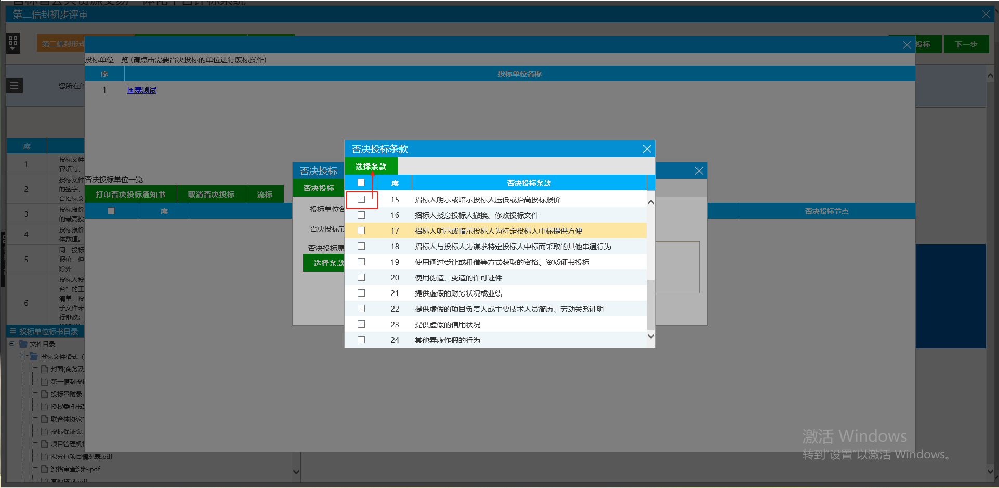 第二信封初步评审
第二信封形式
投标
下一步
投标单位一览 (请点击需要否决投标的单位进行废标操作)
序
投标单位名称
1
国泰测试
您所在的
序
1
投标文件
容填写、
2
投标文件
的签字、
合招标文
3
投标报价
的最高投
4
投标报价
体数值。
5
同一投标
报价，但
除外
6
投标人按
台”的工
清单，投
子文件未
行修改；
否决投标单位一览
打印否决投标通知书
取消否决投标
流标
序
否决投标节点
否决投标
否决投标
投标单位名
否决投标节
否决投标原
选择条款
否决投标条款
选择条款
序
否决投标条款
15
招标人明示或暗示投标人压低或抬高投标报价
16
招标人授意投标人撤换、修改投标文件
17
招标人明示或暗示投标人为特定投标人中标提供方便
18
招标人与投标人为谋求特定投标人中标而采取的其他串通行为
19
使用通过受让或租借等方式获取的资格、资质证书投标
20
使用伪造、变造的许可证件
21
提供虚假的财务状况或业绩
22
提供虚假的项目负责人或主要技术人员简历、劳动关系证明
23
提供虚假的信用状况
24
其他弄虚作假的行为
投标单位标书目录
文件目录
投标文件格式（
封面(商务及
第一信封投标
投标函附录.
授权委托书或
联合体协议书
投标保证金.
项目管理机构
拟分包项目情况表.pdf
资格审查资料.pdf
其他资料.pdf
激活 Windows
转到“设置”以激活 Windows。